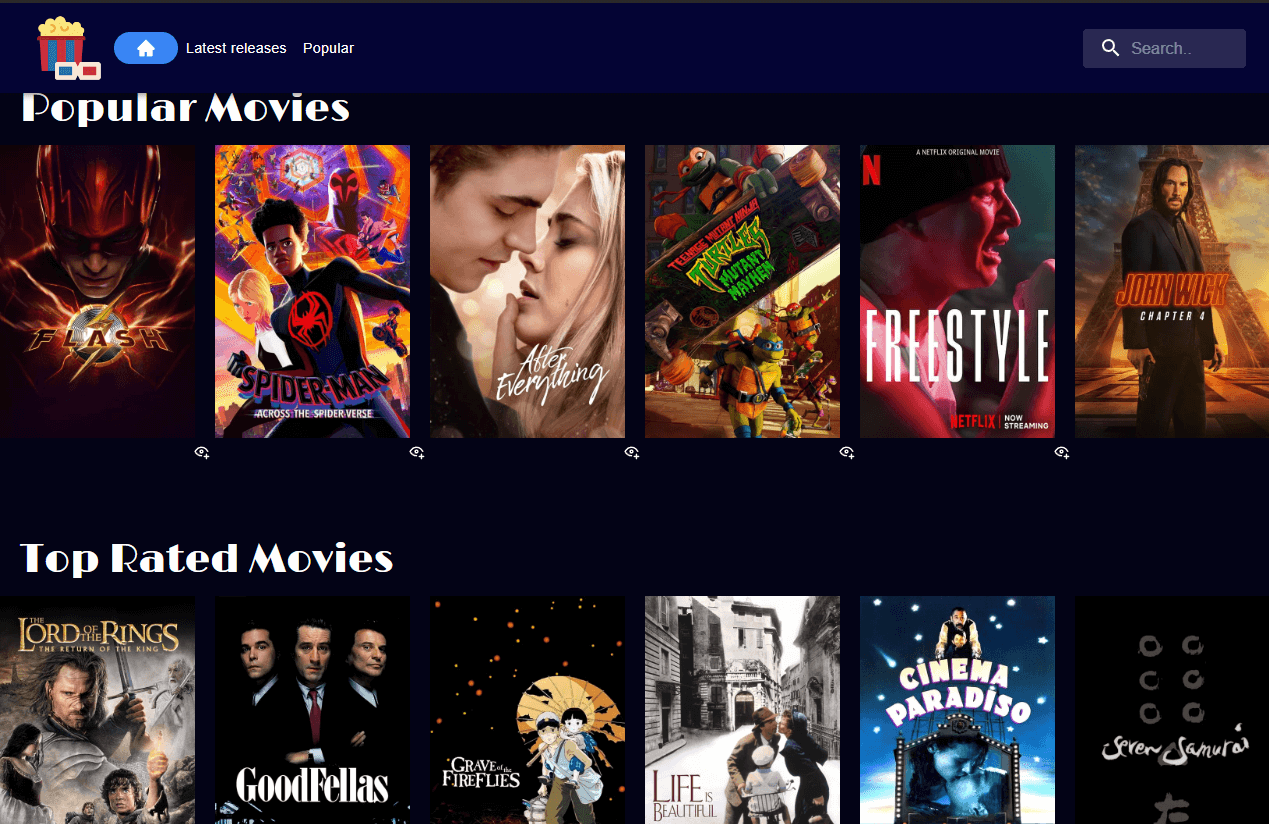 Latest releases
Popular
Search..
Popular Movies
FLASH
SPIDER-MAN
ACROSS THE SPIDER-VERSE
After
Everything
TEENAGE MUTANT NINJA
TURTLES
MUTANT
MAYHEM
N
A NETFLIX ORIGINAL MOVIE
FREESTYLE
NETFLIX | NOW
STREAMING
JOHN WICK
CHAPTER 4
Top Rated Movies
THE
LORD OF THE RINGS
THE RETURN OF THE KING
GOODFELLAS
GRAVE of the
FIREFLIES
LIFE IS
BEAUTIFUL
CINEMA
PARADISO
Seven Samurai